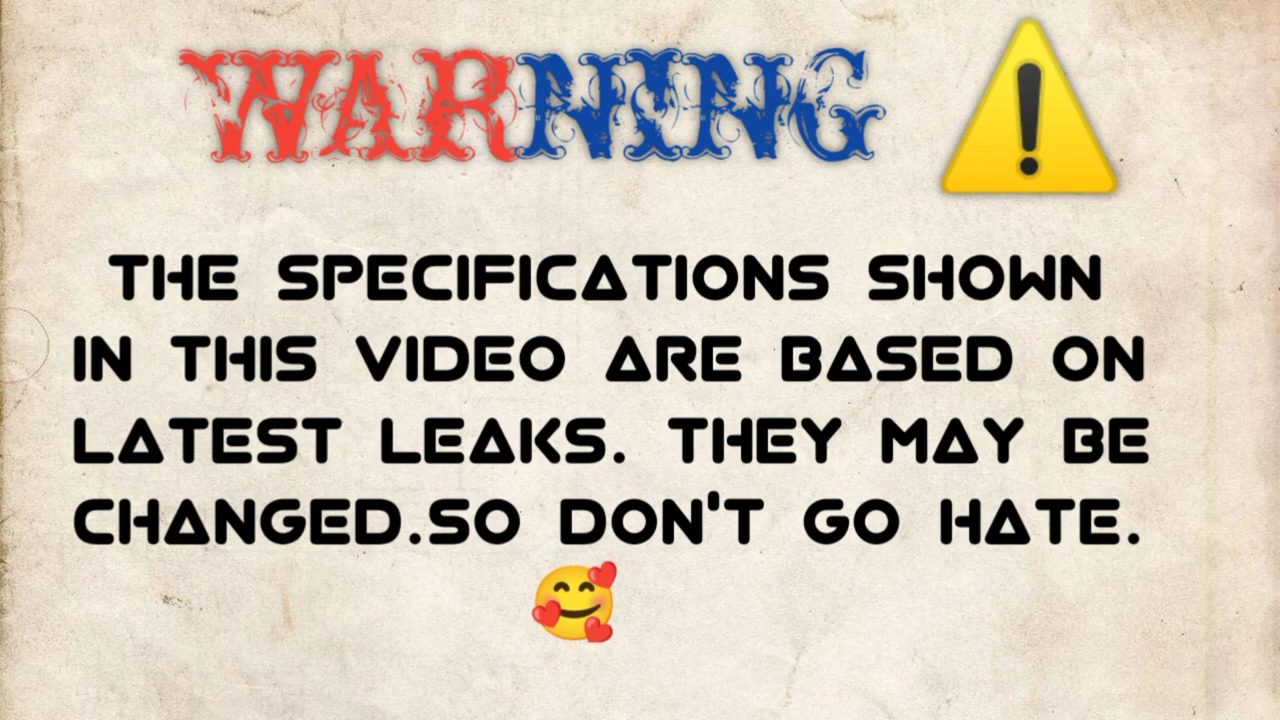 WARNING ⚠️
THE SPECIFICATIONS SHOWN
IN THIS VIDEO ARE BASED ON
LATEST LEAKS. THEY MAY BE
CHANGED.SO DON'T GO HATE.
🥰